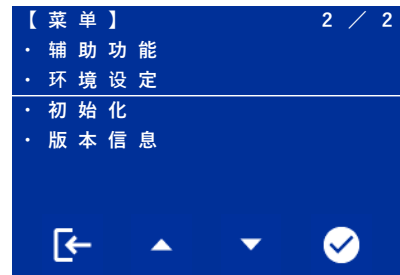 【菜单】 2／2
・辅助功能
・环境设定
・初始化
・版本信息